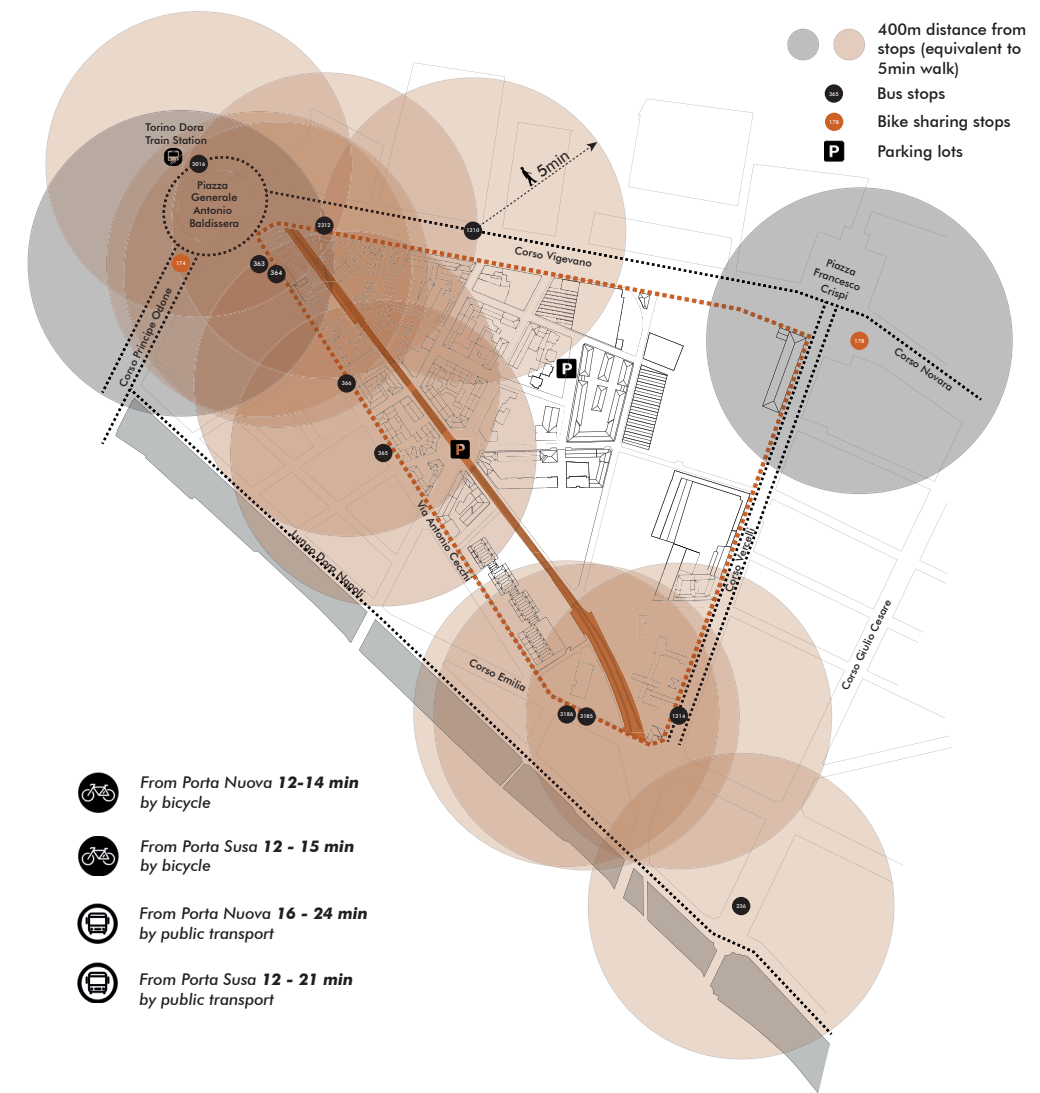 400m distance from
stops (equivalent to
5min walk)
365
Bus stops
178
Bike sharing stops
P
Parking lots
Torino Dora
Train Station
3016
Piazza
Generale
Antonio
Baldissera
5min
2312
1310
Corso Vigevano
174
363
364
Piazza
Francesco
Crispi
178
Corso Novara
Corso Principe Odone
P
366
365
P
Via Antonio Cecchi
Lungo Dora Napoli
Corso Vercelli
Corso Giulio Cesare
Corso Emilia
3186
3185
1214
236
From Porta Nuova 12-14 min
by bicycle
From Porta Susa 12 - 15 min
by bicycle
From Porta Nuova 16 - 24 min
by public transport
From Porta Susa 12 - 21 min
by public transport